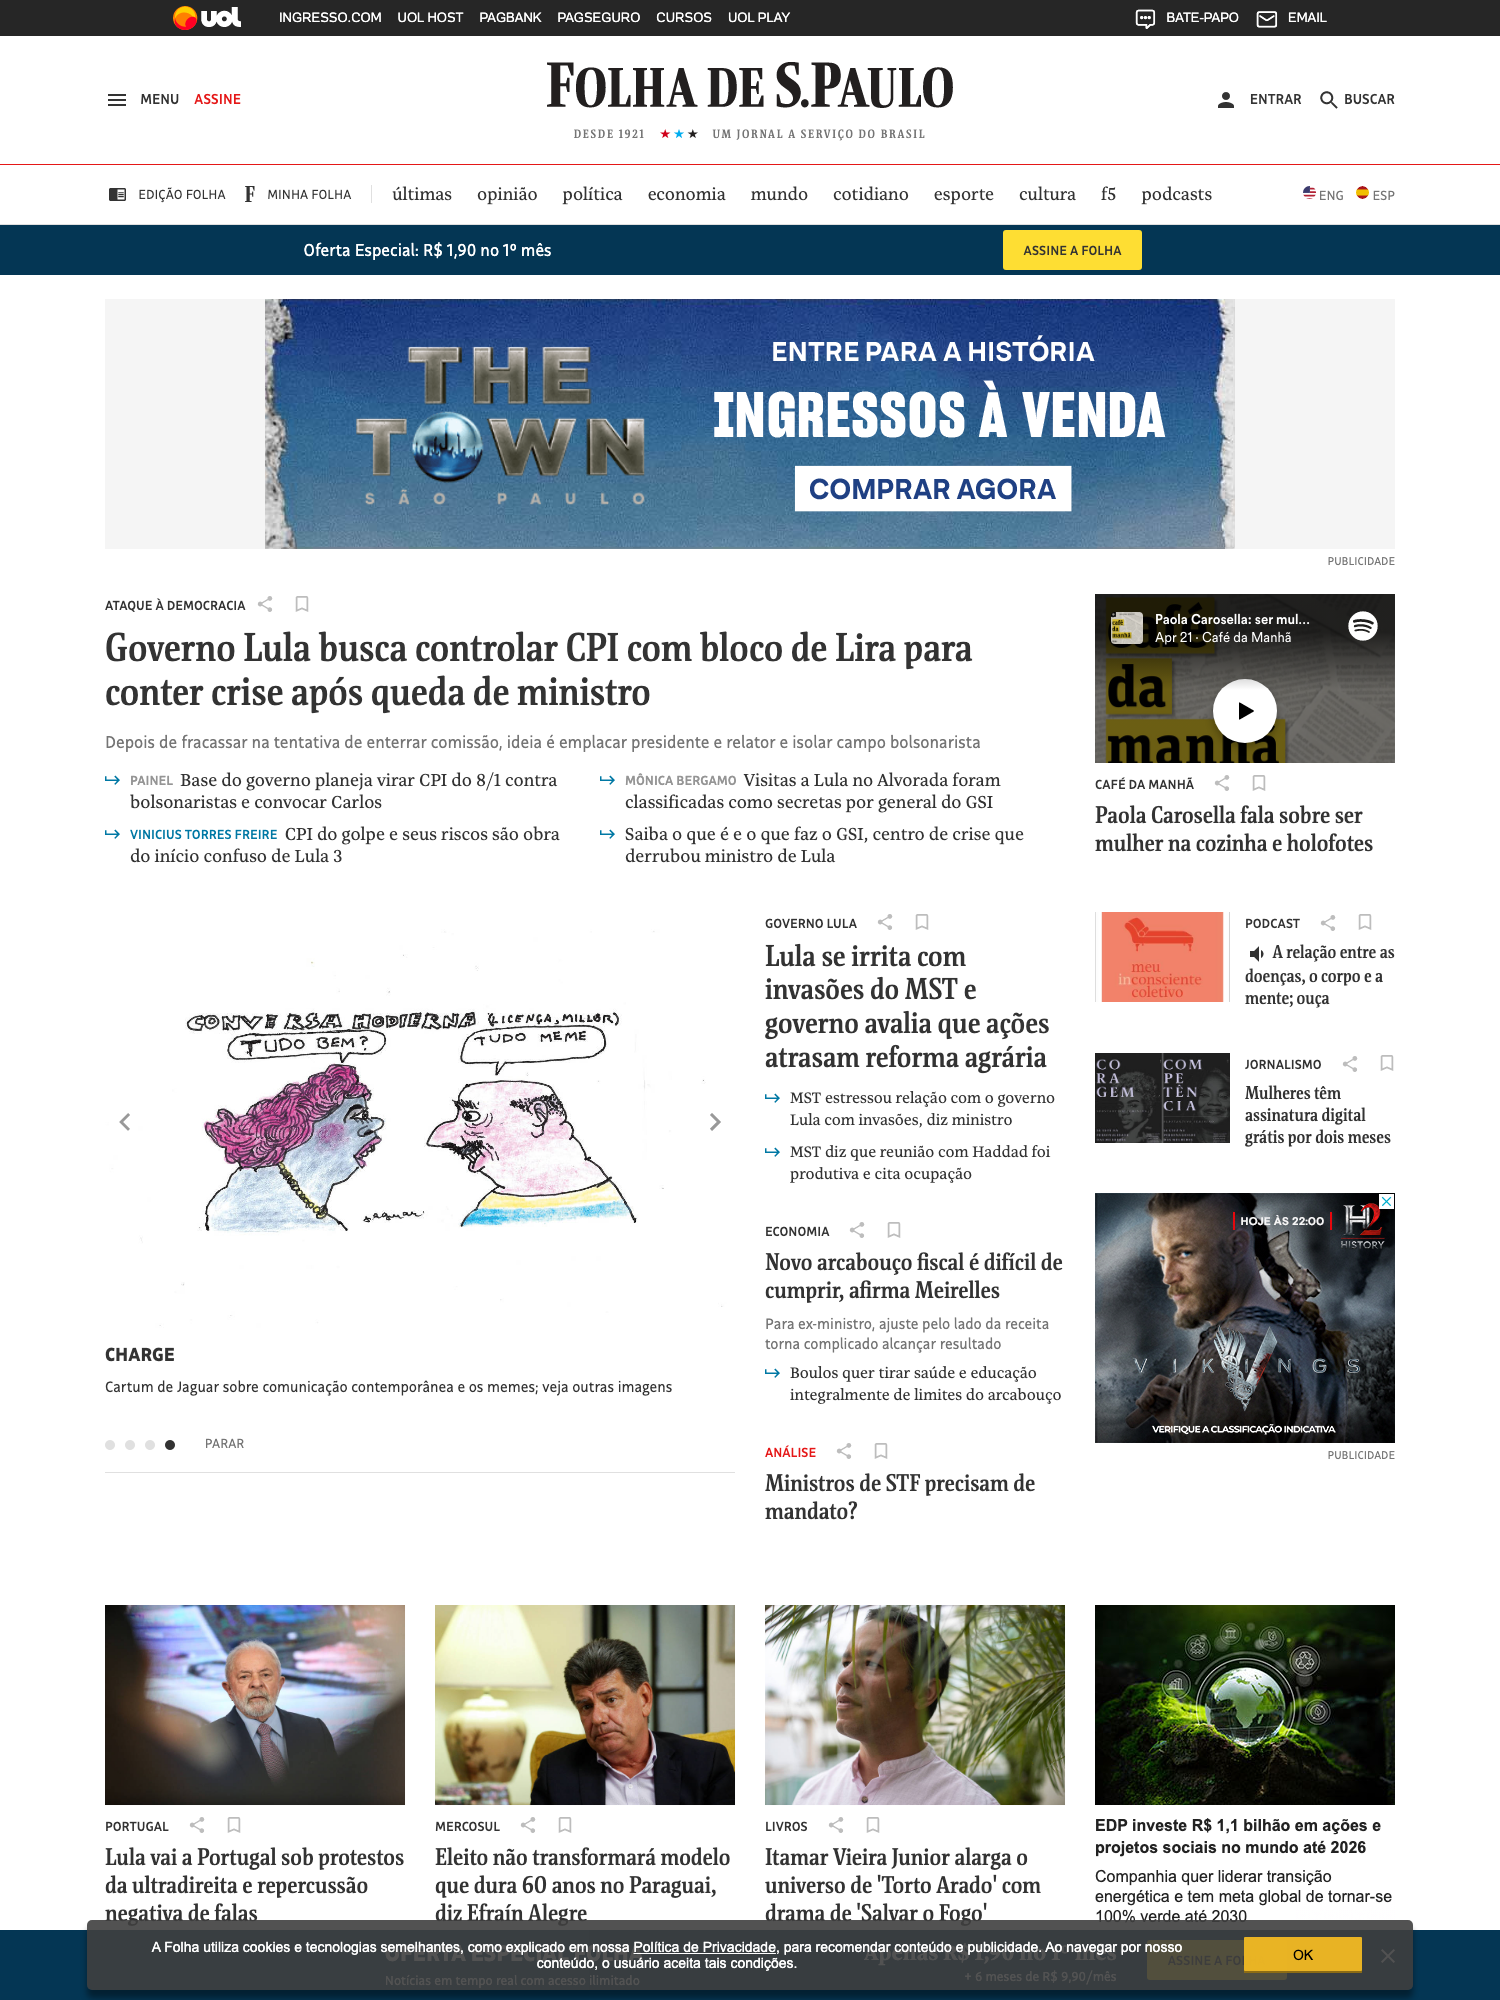 uol INGRESSO.COM UOL HOST PAGBANK PAGSEGURO CURSOS UOL PLAY BATE-PAPO EMAIL
MENU ASSINE FOLHA DE S.PAULO ENTRAR BUSCAR
DESDE 1921 ★★★ UM JORNAL A SERVIÇO DO BRASIL
EDIÇÃO FOLHA F MINHA FOLHA últimas opinião política economia mundo cotidiano esporte cultura f5 podcasts ENG ESP
Oferta Especial: R$ 1,90 no 1º mês ASSINE A FOLHA
THE
TOWN
SÃO PAULO
ENTRE PARA A HISTÓRIA
INGRESSOS À VENDA
COMPRAR AGORA
PUBLICIDADE
ATAQUE À DEMOCRACIA
Governo Lula busca controlar CPI com bloco de Lira para
conter crise após queda de ministro
Depois de fracassar na tentativa de enterrar comissão, ideia é emplacar presidente e relator e isolar campo bolsonarista
PAINEL Base do governo planeja virar CPI do 8/1 contra
bolsonaristas e convocar Carlos
VINICIUS TORRES FREIRE CPI do golpe e seus riscos são obra
do início confuso de Lula 3
MÔNICA BERGAMO Visitas a Lula no Alvorada foram
classificadas como secretas por general do GSI
Saiba o que é e o que faz o GSI, centro de crise que
derrubou ministro de Lula
café
da
manhã
Paola Carosella: ser mul...
Apr 21 · Café da Manhã
café
da
manhã
CAFÉ DA MANHÃ
Paola Carosella fala sobre ser
mulher na cozinha e holofotes
CONVERSA HODIERNA (LICENÇA, MILLÔR)
TUDO BEM?
TUDO MEME
Jaguar
CHARGE
Cartum de Jaguar sobre comunicação contemporânea e os memes; veja outras imagens
PARAR
GOVERNO LULA
Lula se irrita com
invasões do MST e
governo avalia que ações
atrasam reforma agrária
MST estressou relação com o governo
Lula com invasões, diz ministro
MST diz que reunião com Haddad foi
produtiva e cita ocupação
ECONOMIA
Novo arcabouço fiscal é difícil de
cumprir, afirma Meirelles
Para ex-ministro, ajuste pelo lado da receita
torna complicado alcançar resultado
Boulos quer tirar saúde e educação
integralmente de limites do arcabouço
ANÁLISE
Ministros de STF precisam de
mandato?
meu
inconsciente
coletivo
PODCAST
A relação entre as
doenças, o corpo e a
mente; ouça
CO
RA
GEM
COM
PE
TÊN
CIA
JORNALISMO
Mulheres têm
assinatura digital
grátis por dois meses
HOJE ÀS 22:00 H2
HISTORY
VIKINGS
VERIFIQUE A CLASSIFICAÇÃO INDICATIVA
PUBLICIDADE
PORTUGAL
Lula vai a Portugal sob protestos
da ultradireita e repercussão
negativa de falas
MERCOSUL
Eleito não transformará modelo
que dura 60 anos no Paraguai,
diz Efraín Alegre
LIVROS
Itamar Vieira Junior alarga o
universo de 'Torto Arado' com
drama de 'Salvar o Fogo'
EDP investe R$ 1,1 bilhão em ações e
projetos sociais no mundo até 2026
Companhia quer liderar transição
energética e tem meta global de tornar-se
100% verde até 2030
A Folha utiliza cookies e tecnologias semelhantes, como explicado em nossa Política de Privacidade, para recomendar conteúdo e publicidade. Ao navegar por nosso
conteúdo, o usuário aceita tais condições.
OK
Notícias em tempo real com acesso ilimitado
Apenas R$ 1,90 no 1º mês
+ 6 meses de R$ 9,90/mês
ASSINE A FO